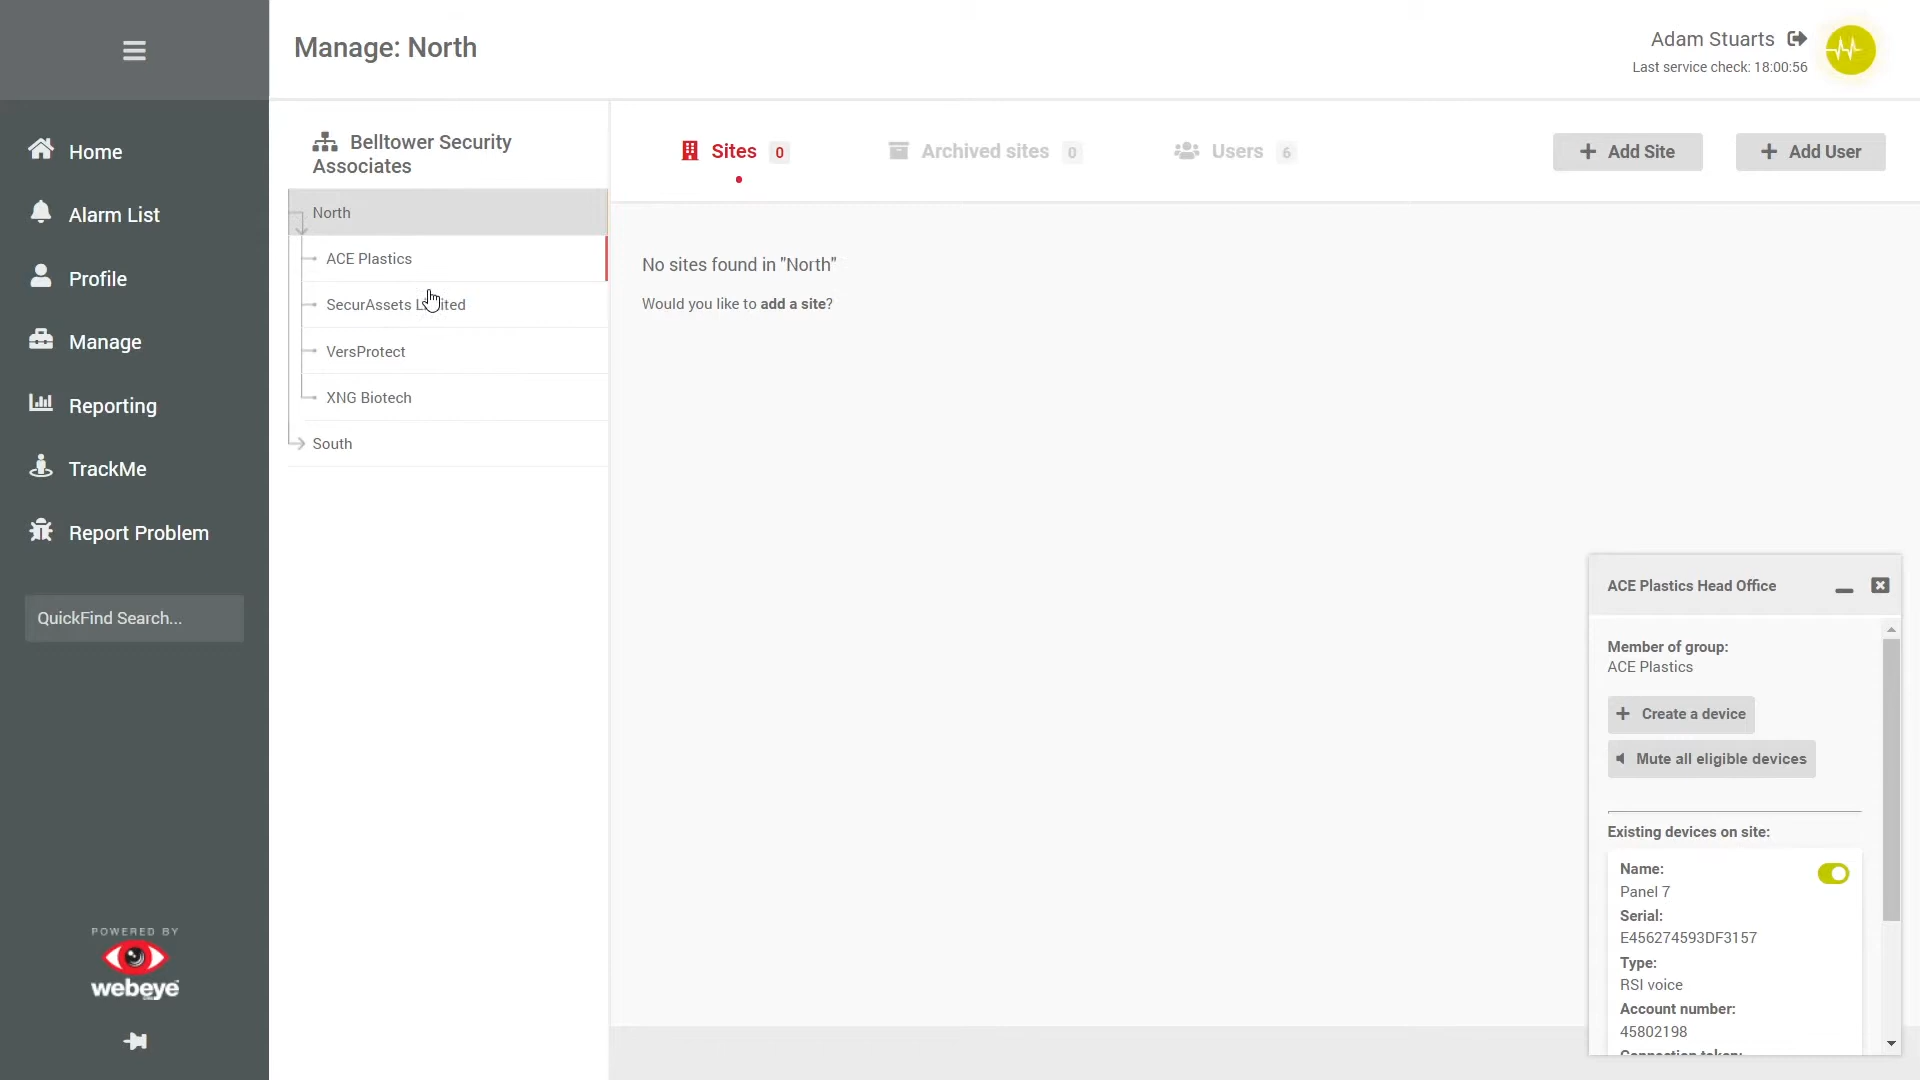 Manage: North
Adam Stuarts
Last service check: 18:00:56
Home
Alarm List
Profile
Manage
Reporting
TrackMe
Report Problem
QuickFind Search...
POWERED BY
webeye
Belltower Security
Associates
North
ACE Plastics
SecurAssets Limited
VersProtect
XNG Biotech
South
Sites 0
Archived sites 0
Users 6
Add Site
Add User
No sites found in "North"
Would you like to add a site?
ACE Plastics Head Office
Member of group:
ACE Plastics
Create a device
Mute all eligible devices
Existing devices on site:
Name:
Panel 7
Serial:
E456274593DF3157
Type:
RSI voice
Account number:
45802198
Connection token: